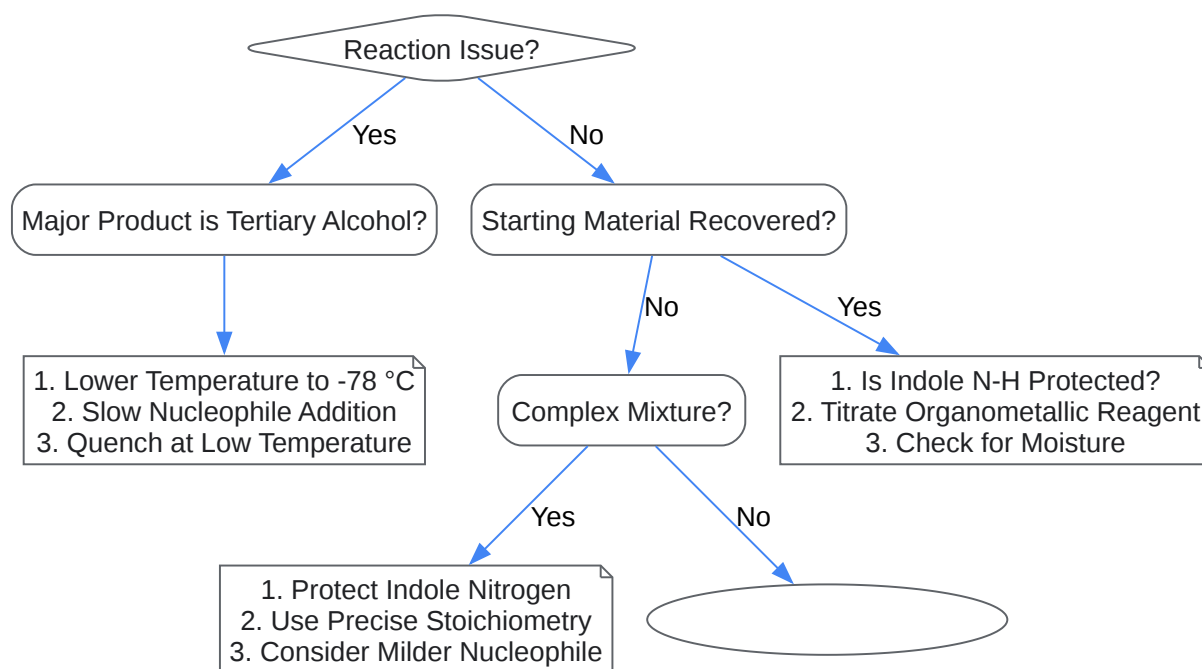 Reaction Issue?
Yes
No
Major Product is Tertiary Alcohol?
Starting Material Recovered?
No
Yes
1. Lower Temperature to -78 °C
2. Slow Nucleophile Addition
3. Quench at Low Temperature
Complex Mixture?
1. Is Indole N-H Protected?
2. Titrate Organometallic Reagent
3. Check for Moisture
Yes
No
1. Protect Indole Nitrogen
2. Use Precise Stoichiometry
3. Consider Milder Nucleophile